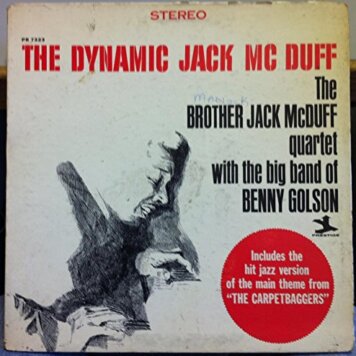 STEREO
PR 7323
THE DYNAMIC JACK MC DUFF
The
BROTHER JACK McDUFF
quartet
with the big band of
BENNY GOLSON
PRESTIGE
Includes the
hit jazz version
of the main theme from
"THE CARPETBAGGERS"